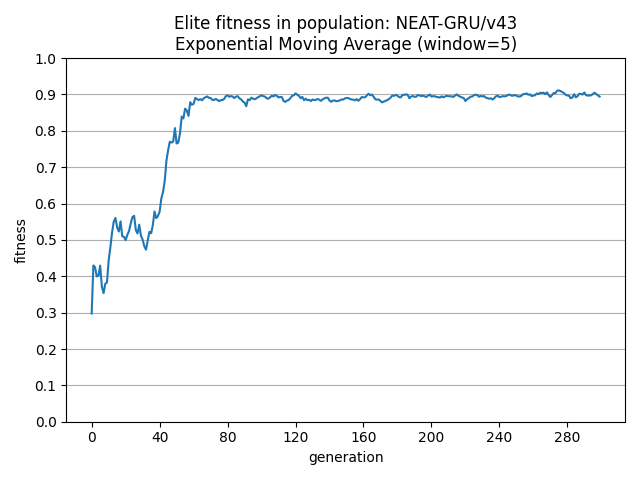 Elite fitness in population: NEAT-GRU/v43
Exponential Moving Average (window=5)
1.0
0.9
0.8
0.7
0.6
0.5
0.4
0.3
0.2
0.1
0.0
fitness
0 40 80 120 160 200 240 280
generation